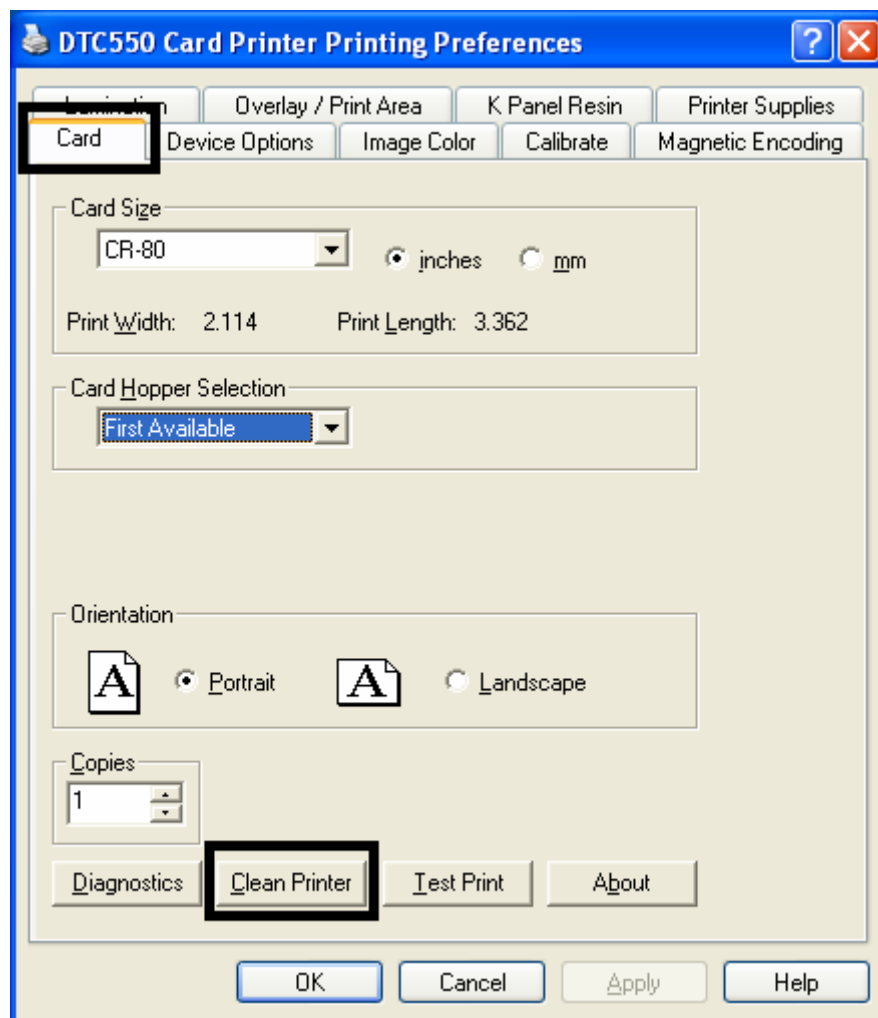 DTC550 Card Printer Printing Preferences
Lamination Overlay / Print Area K Panel Resin Printer Supplies
Card Device Options Image Color Calibrate Magnetic Encoding
Card Size
CR-80 inches mm
Print Width: 2.114 Print Length: 3.362
Card Hopper Selection
First Available
Orientation
A Portrait A Landscape
Copies
1
Diagnostics Clean Printer Test Print About
OK Cancel Apply Help